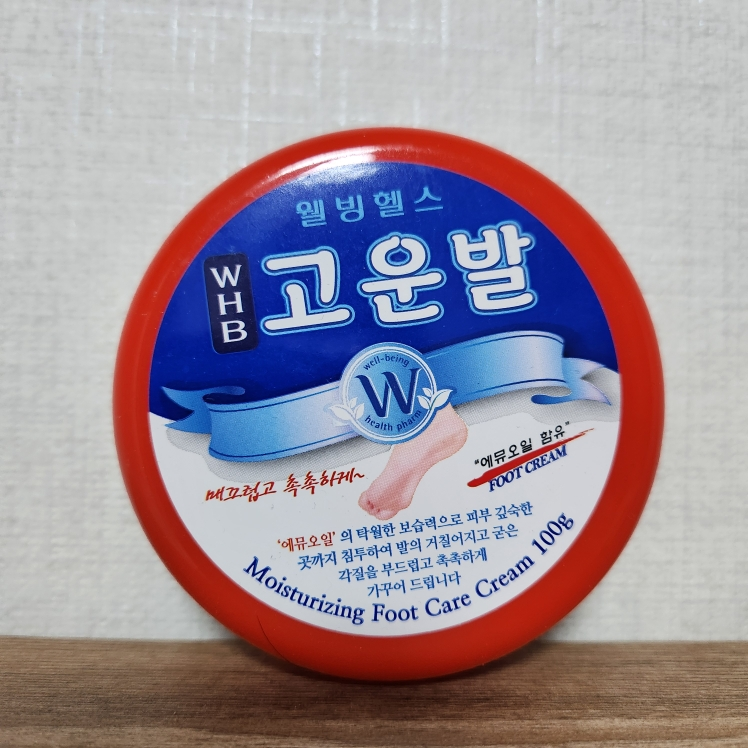 웰빙헬스
WHB
고운발
well-being
W
health pharm
"에뮤오일 함유"
FOOT CREAM
매끄럽고 촉촉하게~
'에뮤오일'의 탁월한 보습력으로 피부 깊숙한
곳까지 침투하여 발의 거칠어지고 굳은
각질을 부드럽고 촉촉하게
가꾸어 드립니다
Moisturizing Foot Care Cream 100g